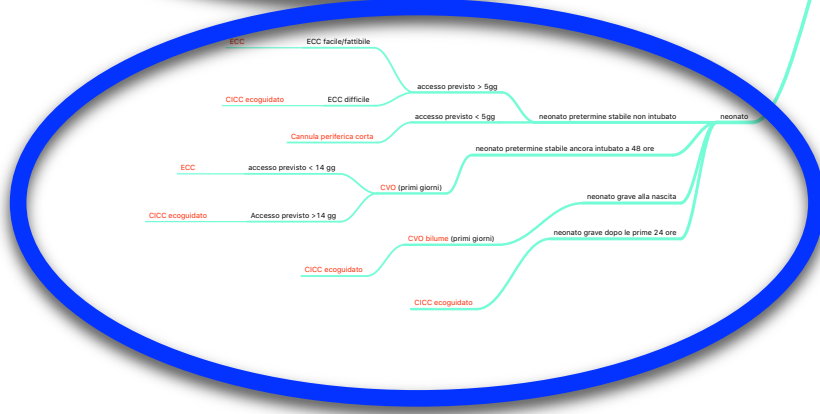 ECC
ECC facile/fattibile
accesso previsto > 5gg
CICC ecoguidato
ECC difficile
accesso previsto < 5gg
neonato pretermine stabile non intubato
neonato
Cannula periferica corta
neonato pretermine stabile ancora intubato a 48 ore
ECC
accesso previsto < 14 gg
CVO (primi giorni)
neonato grave alla nascita
CICC ecoguidato
Accesso previsto >14 gg
neonato grave dopo le prime 24 ore
CVO bilume (primi giorni)
CICC ecoguidato
CICC ecoguidato